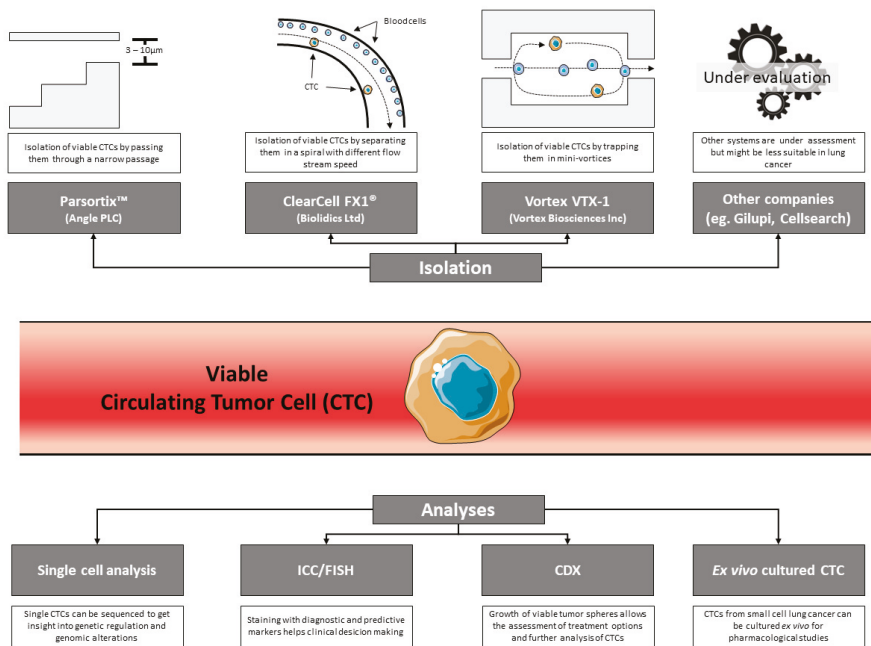 3 – 10µm
Bloodcells
CTC
Under evaluation
Isolation of viable CTCs by passing
them through a narrow passage
Isolation of viable CTCs by separating
them in a spiral with different flow
stream speed
Isolation of viable CTCs by trapping
them in mini-vortices
Other systems are under assessment
but might be less suitable in lung
cancer
Parsortix™
(Angle PLC)
ClearCell FX1®
(Biolidics Ltd)
Vortex VTX-1
(Vortex Biosciences Inc)
Other companies
(eg. Gilupi, Cellsearch)
Isolation
Viable
Circulating Tumor Cell (CTC)
Analyses
Single cell analysis
ICC/FISH
CDX
Ex vivo cultured CTC
Single CTCs can be sequenced to get
insight into genetic regulation and
genomic alterations
Staining with diagnostic and predictive
markers helps clinical desicion making
Growth of viable tumor spheres allows
the assessment of treatment options
and further analysis of CTCs
CTCs from small cell lung cancer can
be cultured ex vivo for
pharmacological studies